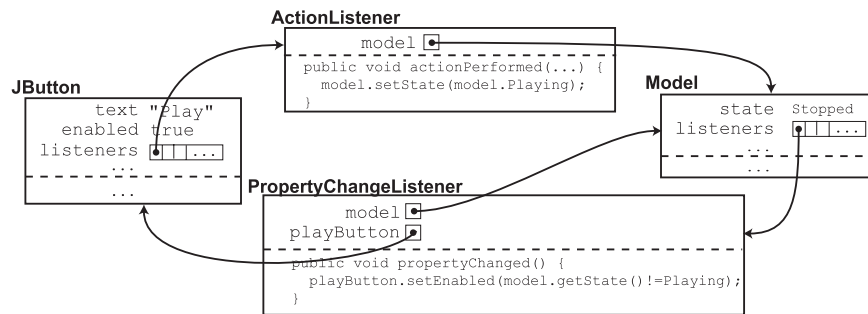 ActionListener
model
public void actionPerformed(...) {
model.setState(model.Playing);
}
JButton
text "Play"
enabled true
listeners ...
...
...
Model
state Stopped
listeners ...
...
...
PropertyChangeListener
model
playButton
public void propertyChanged() {
playButton.setEnabled(model.getState()!=Playing);
}